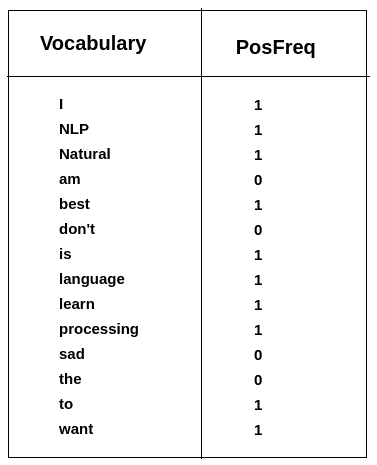 Vocabulary PosFreq
I 1
NLP 1
Natural 1
am 0
best 1
don't 0
is 1
language 1
learn 1
processing 1
sad 0
the 0
to 1
want 1